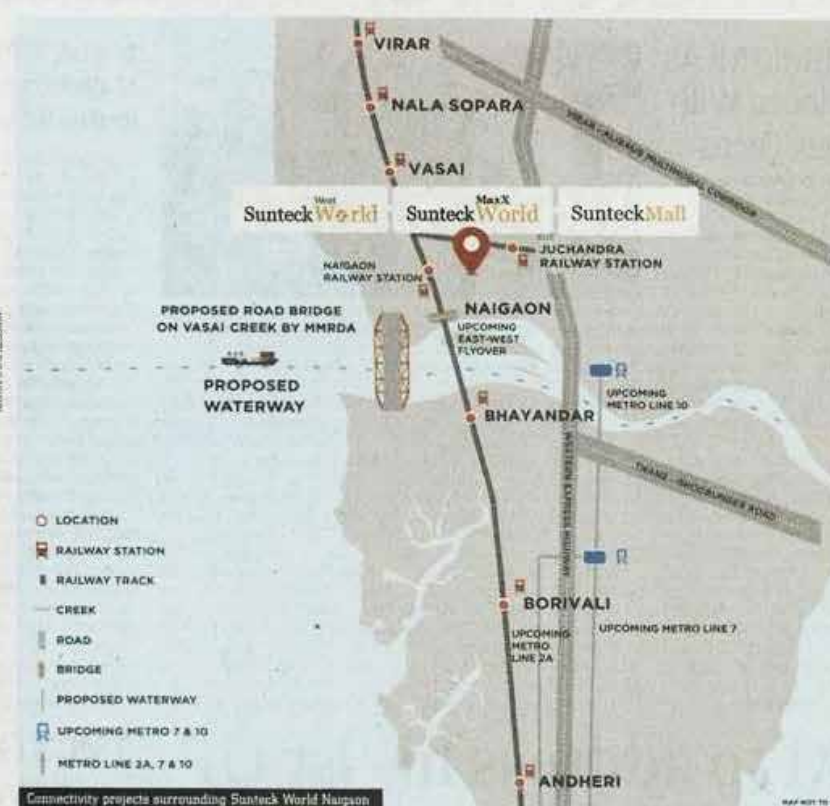 VIRAR
NALA SOPARA
VIRAR - ALIBAUG MULTIMODAL CORRIDOR
VASAI
West
Sunteck World
MaxX
Sunteck World
SunteckMall
JUCHANDRA
RAILWAY STATION
NAIGAON
RAILWAY STATION
NAIGAON
UPCOMING
EAST-WEST
FLYOVER
PROPOSED ROAD BRIDGE
ON VASAI CREEK BY MMRDA
PROPOSED
WATERWAY
UPCOMING
METRO LINE 10
BHAYANDAR
WESTERN EXPRESS HIGHWAY
THANE - GHODBUNDER ROAD
LOCATION
RAILWAY STATION
RAILWAY TRACK
CREEK
ROAD
BRIDGE
PROPOSED WATERWAY
UPCOMING METRO 7 & 10
METRO LINE 2A, 7 & 10
BORIVALI
UPCOMING
METRO
LINE 2A
UPCOMING METRO LINE 7
ANDHERI
Connectivity projects surrounding Sunteck World Naigaon
MAP NOT TO